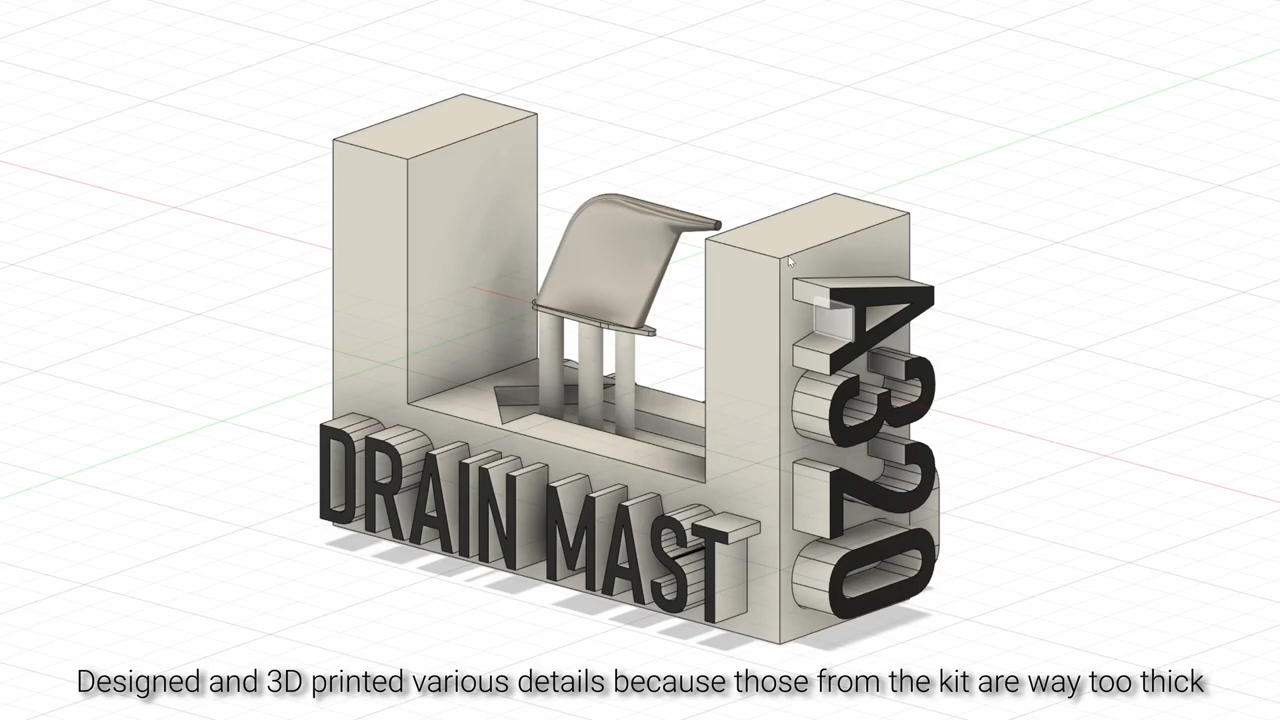 DRAIN MAST
A320
Designed and 3D printed various details because those from the kit are way too thick